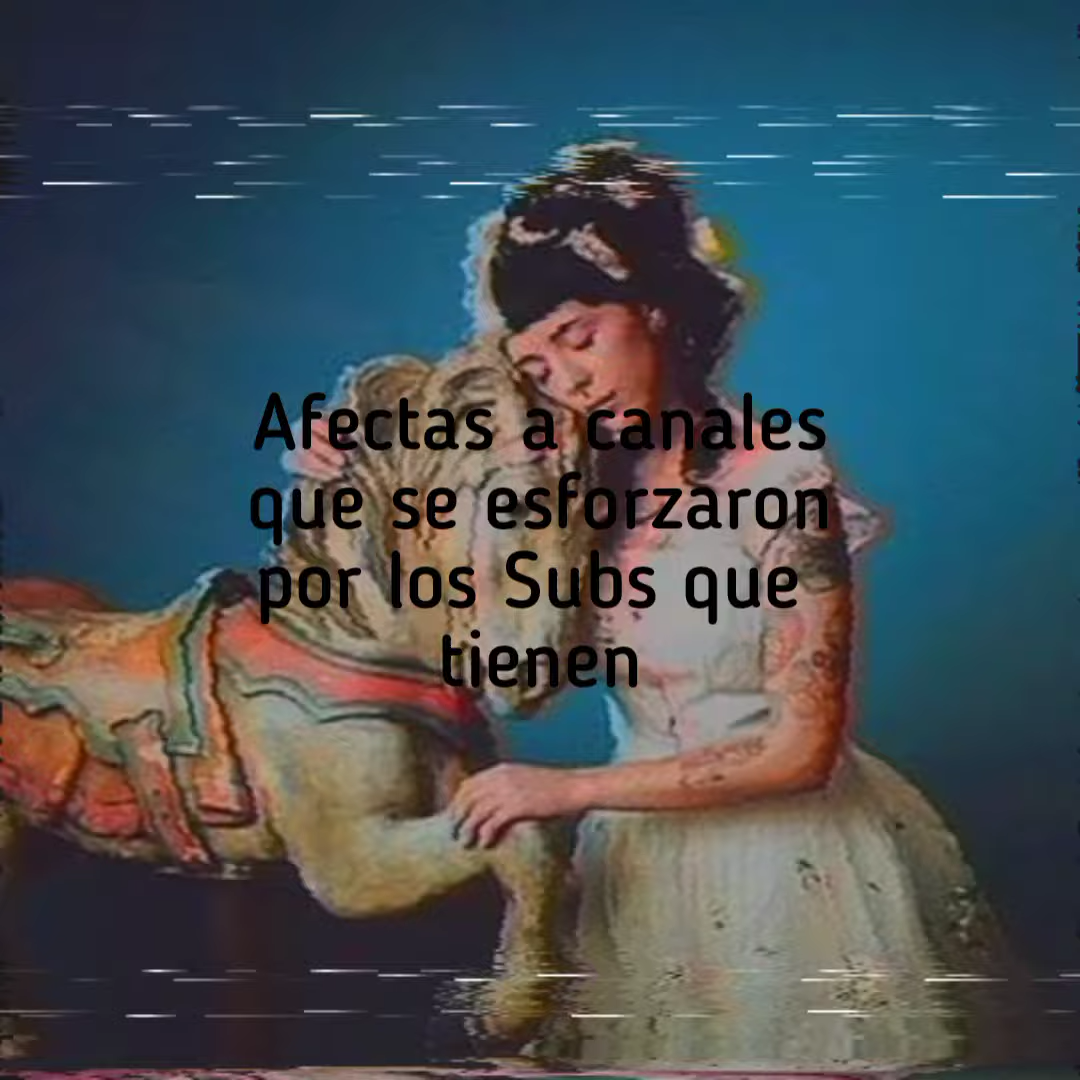 Afectas a canales
que se esforzaron
por los Subs que
tienen